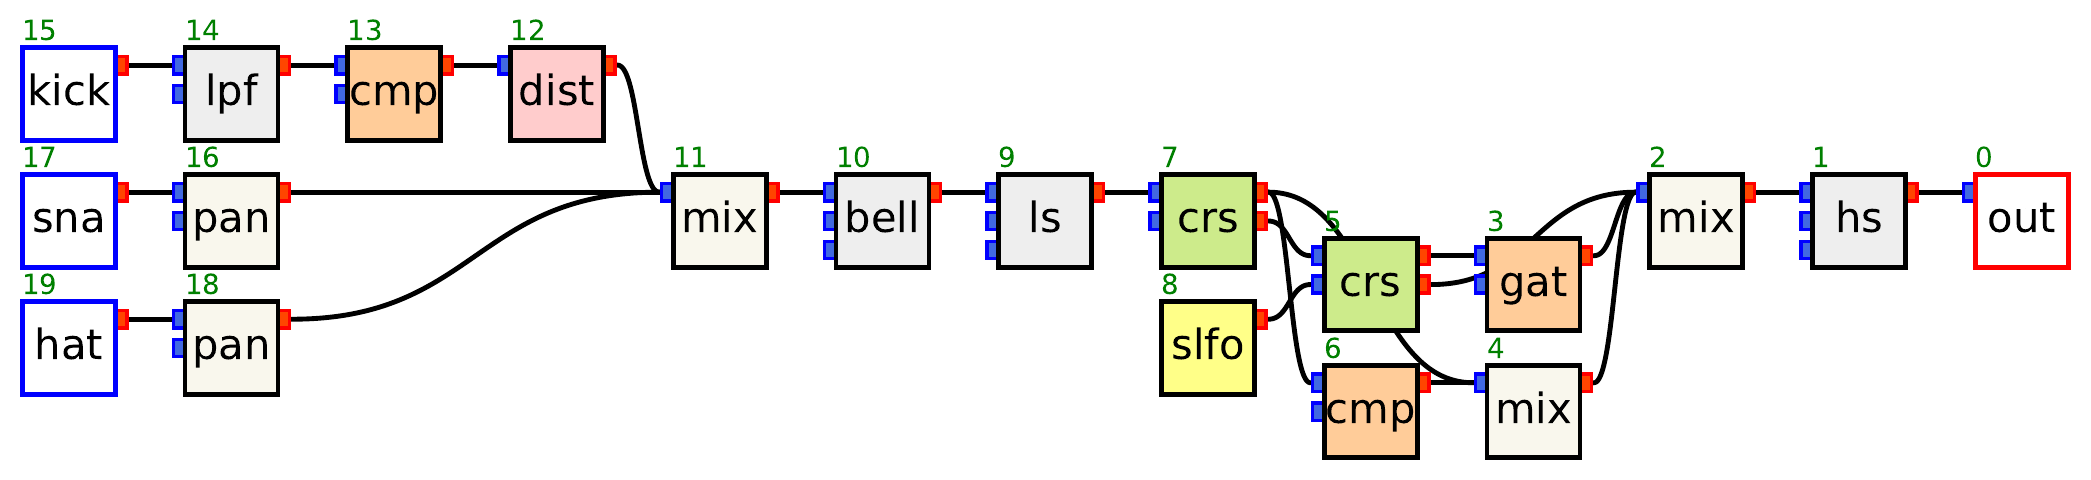 15 14 13 12
kick lpf cmp dist
17 16 11 10 9 7 2 1 0
sna pan mix bell ls crs mix hs out
5 3
crs gat
19 18 8
hat pan slfo
6 4
cmp mix